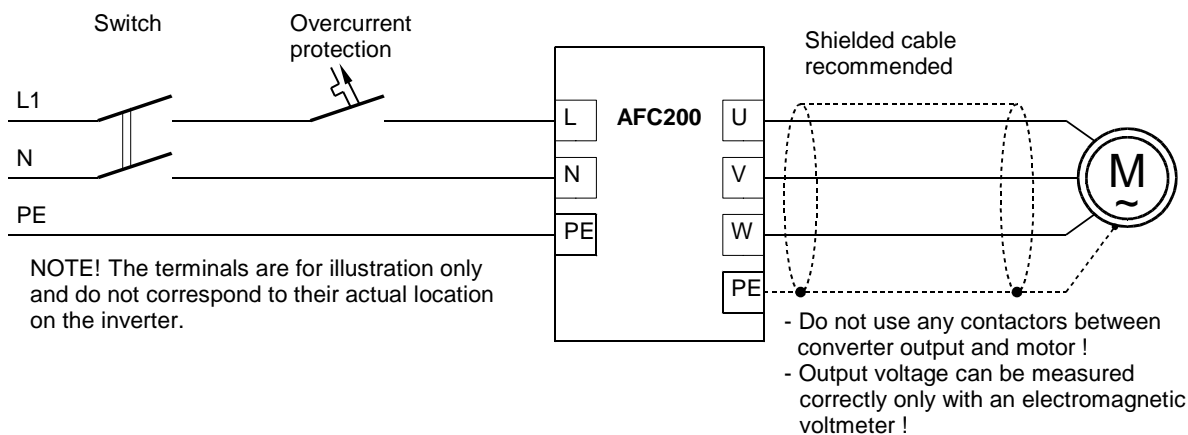 Switch
Overcurrent
protection
Shielded cable
recommended
L1
N
PE
L
N
PE
AFC200
U
V
W
PE
M
~
NOTE! The terminals are for illustration only
and do not correspond to their actual location
on the inverter.
- Do not use any contactors between
converter output and motor !
- Output voltage can be measured
correctly only with an electromagnetic
voltmeter !